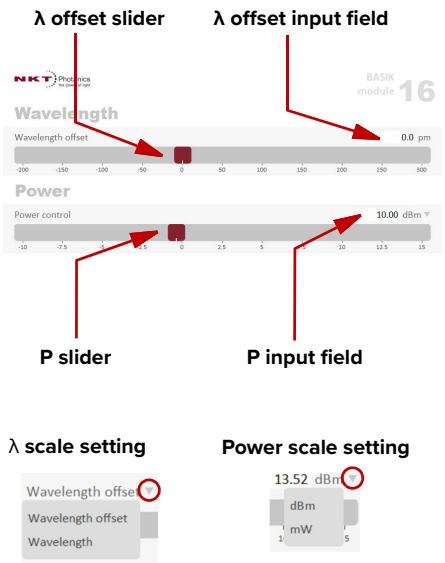 λ offset slider λ offset input field
NKT Photonics
The power of light
BASIK
module 16
Wavelength
Wavelength offset 0.0 pm
-200 -150 -100 -50 0 50 100 150 200 250 300
Power
Power control 10.00 dBm
-10 -7.5 -5 -2.5 0 2.5 5 10 12.5 15
P slider P input field
λ scale setting Power scale setting
Wavelength offset
Wavelength offset
Wavelength
13.52 dBm
dBm
mW